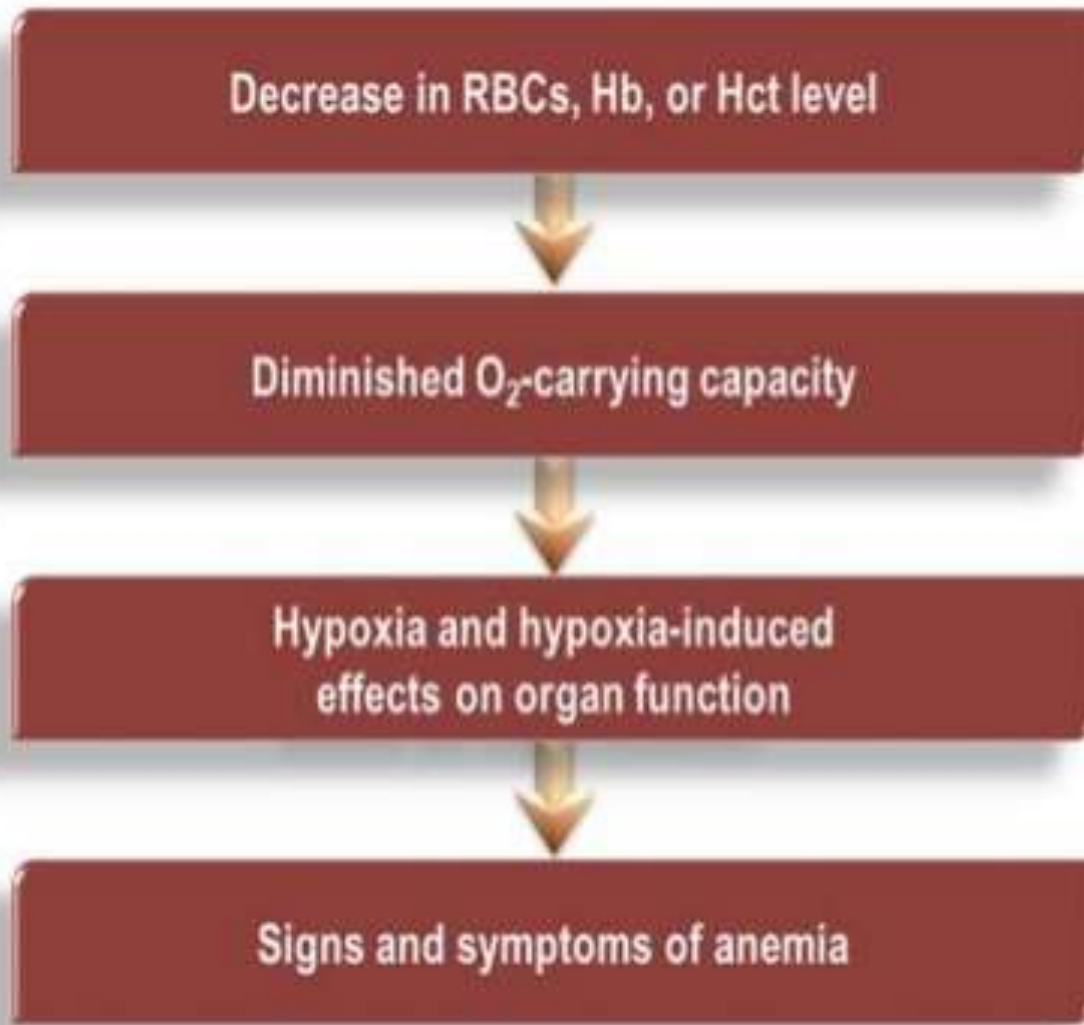 Decrease in RBCs, Hb, or Hct level
Diminished O₂-carrying capacity
Hypoxia and hypoxia-induced
effects on organ function
Signs and symptoms of anemia